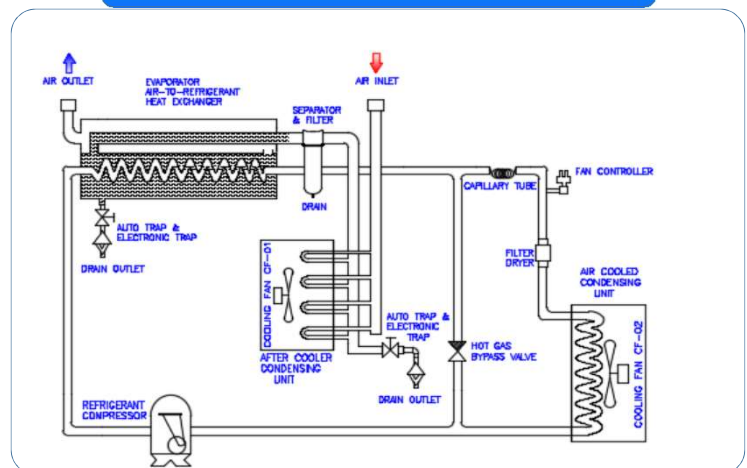 AIR OUTLET
EVAPORATOR
AIR-TO-REFRIGERANT
HEAT EXCHANGER
SEPARATOR
& FILTER
AIR INLET
FAN CONTROLLER
CAPILLARY TUBE
DRAIN
AUTO TRAP &
ELECTRONIC TRAP
DRAIN OUTLET
FILTER
DRYER
AIR COOLED
CONDENSING
UNIT
COOLING FAN CF-01
AUTO TRAP &
ELECTRONIC
TRAP
HOT GAS
BYPASS VALVE
COOLING FAN CF-02
AFTER COOLER
CONDENSING
UNIT
DRAIN OUTLET
REFRIGERANT
COMPRESSOR